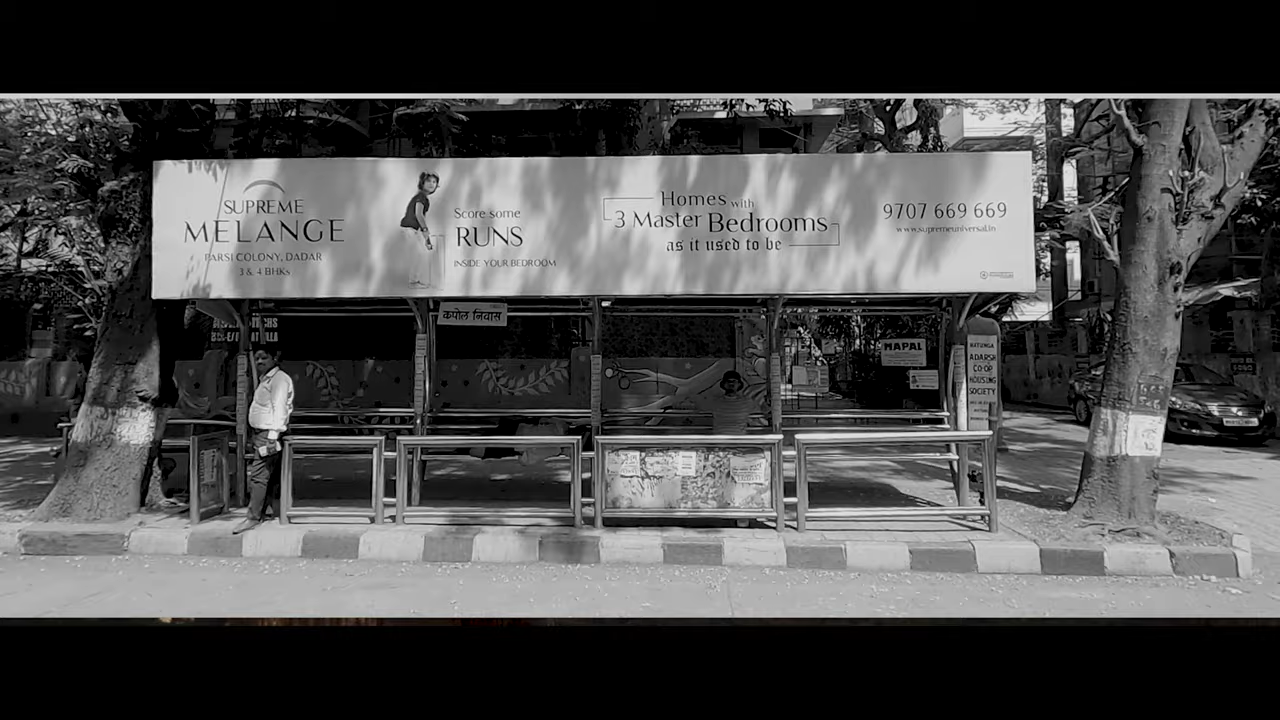 SUPREME
MELANGE
PARSI COLONY, DADAR
3 & 4 BHKs
Score some
RUNS
INSIDE YOUR BEDROOM
Homes with
3 Master Bedrooms
as it used to be
9707 669 669
www.supremeuniversal.in
कपोल निवास
MAPAL
MATUNGA
ADARSH
CO-OP
HOUSING
SOCIETY